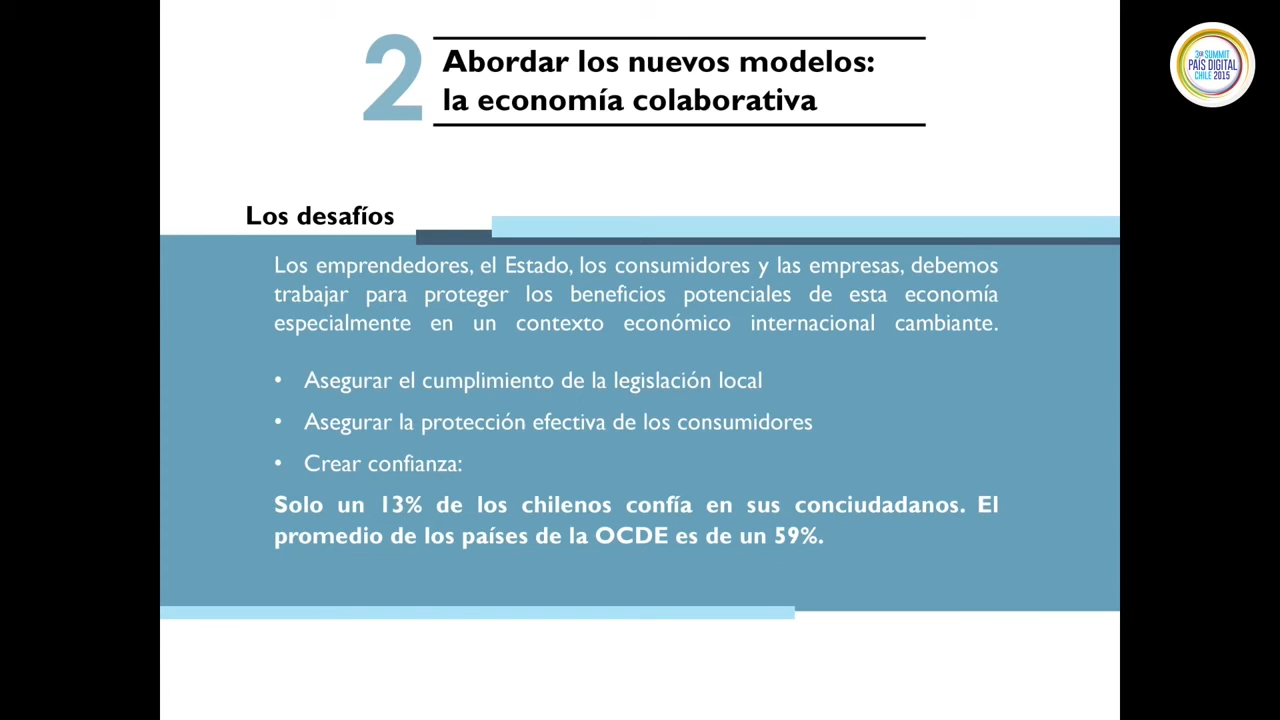 2
Abordar los nuevos modelos:
la economía colaborativa
3ER SUMMIT
PAÍS DIGITAL
CHILE 2015
Los desafíos
Los emprendedores, el Estado, los consumidores y las empresas, debemos
trabajar para proteger los beneficios potenciales de esta economía
especialmente en un contexto económico internacional cambiante.
• Asegurar el cumplimiento de la legislación local
• Asegurar la protección efectiva de los consumidores
• Crear confianza:
Solo un 13% de los chilenos confía en sus conciudadanos. El
promedio de los países de la OCDE es de un 59%.